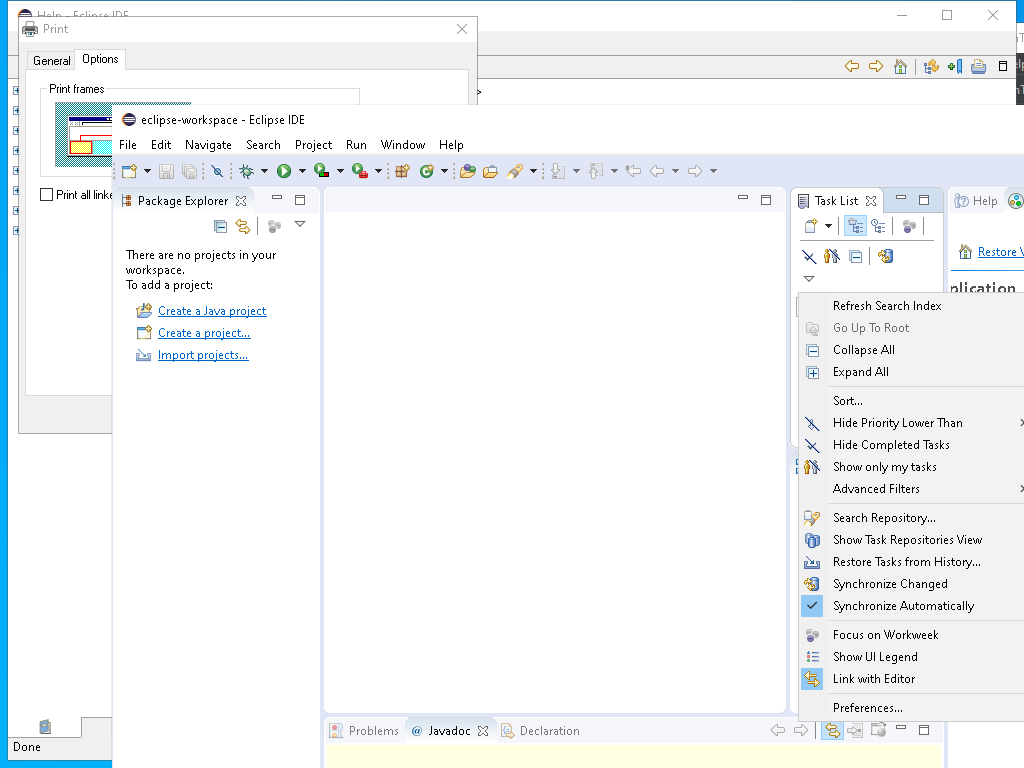 Help - Eclipse IDE
Print
General
Options
Print frames
Print all linke
Done
>
eclipse-workspace - Eclipse IDE
File Edit Navigate Search Project Run Window Help
Package Explorer
There are no projects in your
workspace.
To add a project:
Create a Java project
Create a project...
Import projects...
Task List
Help
Restore V
plication
Refresh Search Index
Go Up To Root
Collapse All
Expand All
Sort...
Hide Priority Lower Than
Hide Completed Tasks
Show only my tasks
Advanced Filters
Search Repository...
Show Task Repositories View
Restore Tasks from History...
Synchronize Changed
Synchronize Automatically
Focus on Workweek
Show UI Legend
Link with Editor
Preferences...
Problems
@ Javadoc
Declaration